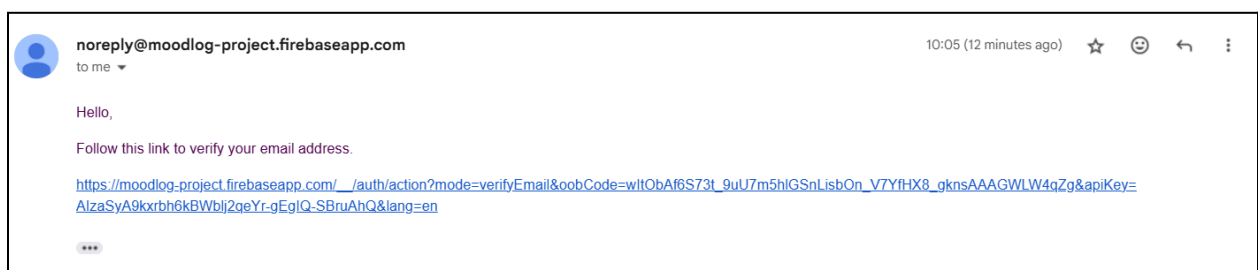 noreply@moodlog-project.firebaseapp.com 10:05 (12 minutes ago)
to me
Hello,
Follow this link to verify your email address.
https://moodlog-project.firebaseapp.com/__/auth/action?mode=verifyEmail&oobCode=wItObAf6S73t_9uU7m5hlGSnLisbOn_V7YfHX8_gknsAAAGWLW4qZg&apiKey=
AIzaSyA9kxrbh6kBWblj2qeYr-gEgIQ-SBruAhQ&lang=en